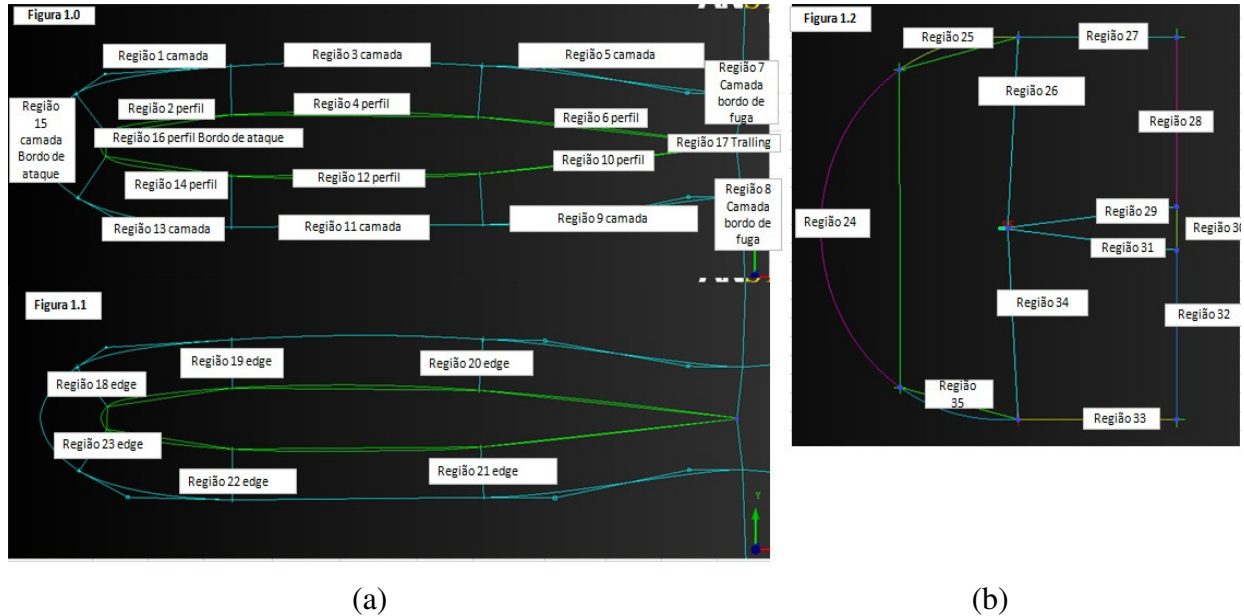 Figura 1.0
Região 1 camada
Região 3 camada
Região 5 camada
Região 7
Camada
bordo de
fuga
Região
15
camada
Bordo de
ataque
Região 2 perfil
Região 4 perfil
Região 6 perfil
Região 16 perfil Bordo de ataque
Região 17 Tralling
Região 14 perfil
Região 12 perfil
Região 10 perfil
Região 13 camada
Região 11 camada
Região 9 camada
Região 8
Camada
bordo de
fuga
Figura 1.1
Região 19 edge
Região 20 edge
Região 18 edge
Região 23 edge
Região 22 edge
Região 21 edge
Y
(a)
Figura 1.2
Região 25
Região 27
Região 26
Região 28
Região 24
Região 29
Região 30
Região 31
Região 34
Região 32
Região
35
Região 33
(b)